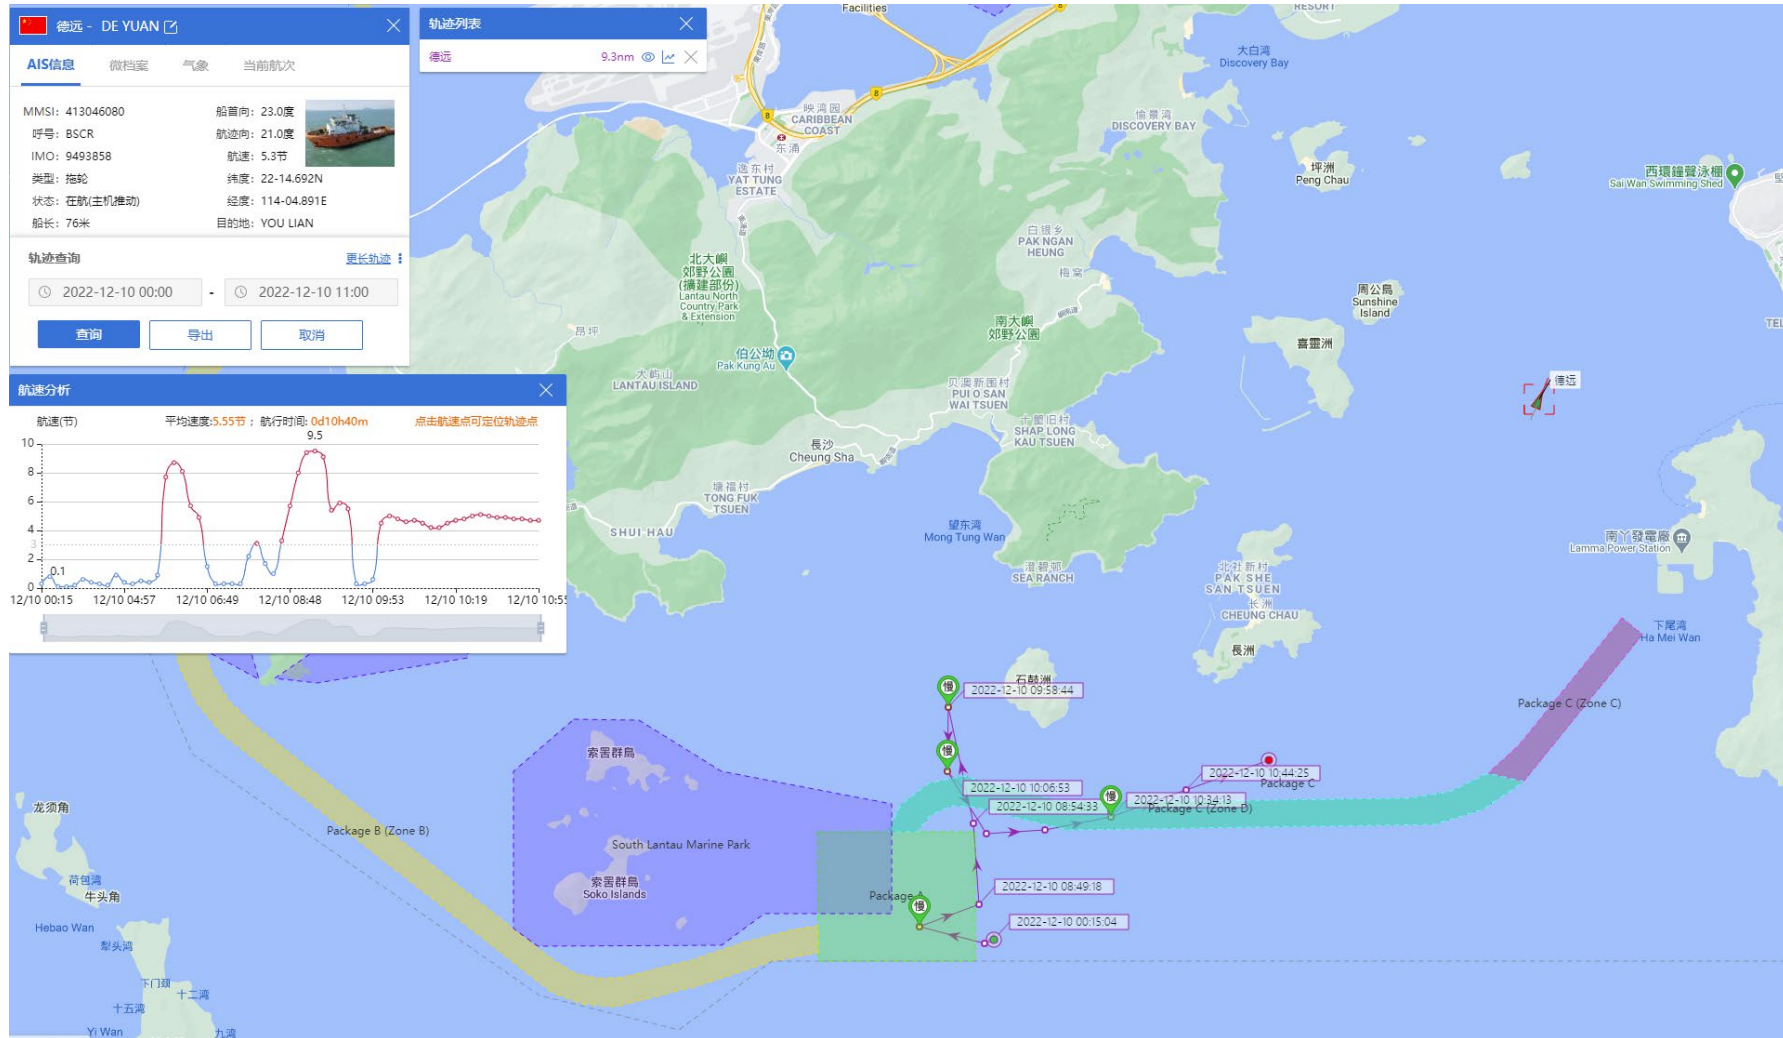 德远 - DE YUAN
AIS信息 微档案 气象 当前航次
MMSI: 413046080 船首向: 23.0度
呼号: BSCR 航迹向: 21.0度
IMO: 9493858 航速: 5.3节
类型: 拖轮 纬度: 22-14.692N
状态: 在航(主机推动) 经度: 114-04.891E
船长: 76米 目的地: YOU LIAN
轨迹查询 更长轨迹
2022-12-10 00:00 - 2022-12-10 11:00
查询 导出 取消
轨迹列表
德远 9.3nm
航速分析
航速(节) 平均速度:5.55节 ; 航行时间: 0d10h40m 点击航速点可定位轨迹点
9.5
10
8
6
4
3
2
0
0.1
12/10 00:15 12/10 04:57 12/10 06:49 12/10 08:48 12/10 09:53 12/10 10:19 12/10 10:55
Facilities
RESORT
8
8
8
大白湾
Discovery Bay
映湾园
CARIBBEAN
COAST
东涌
愉景湾
DISCOVERY BAY
逸东村
YAT TUNG
ESTATE
坪洲
Peng Chau
西環鐘聲泳棚
Sai Wan Swimming Shed
白银乡
PAK NGAN
HEUNG
梅窝
北大嶼
郊野公園
(擴建部份)
Lantau North
Country Park
& Extension
周公島
Sunshine
Island
TEL
昂坪
南大嶼
郊野公園
喜靈洲
伯公坳
Pak Kung Au
大屿山
LANTAU ISLAND
德远
贝澳新围村
PUI O SAN
WAI TSUEN
十塱旧村
SHAP LONG
KAU TSUEN
長沙
Cheung Sha
塘福村
TONG FUK
TSUEN
SHUI HAU
望东湾
Mong Tung Wan
南丫發電廠
Lamma Power Station
澄碧邨
SEA RANCH
北社新村
PAK SHE
SAN TSUEN
长洲
CHEUNG CHAU
長洲
下尾湾
Ha Mei Wan
石鼓洲
慢
2022-12-10 09:58:44
Package C (Zone C)
慢
2022-12-10 10:06:53
2022-12-10 08:54:33
慢
2022-12-10 10:34:13
2022-12-10 10:44:25
Package C
Package C (Zone D)
索罟群島
龙须角
Package B (Zone B)
South Lantau Marine Park
索罟群島
Soko Islands
Package A
慢
2022-12-10 08:49:18
2022-12-10 00:15:04
荷包湾
牛头角
Hebao Wan
犁头湾
下门湖
十二湾
十五湾
Yi Wan
九湾